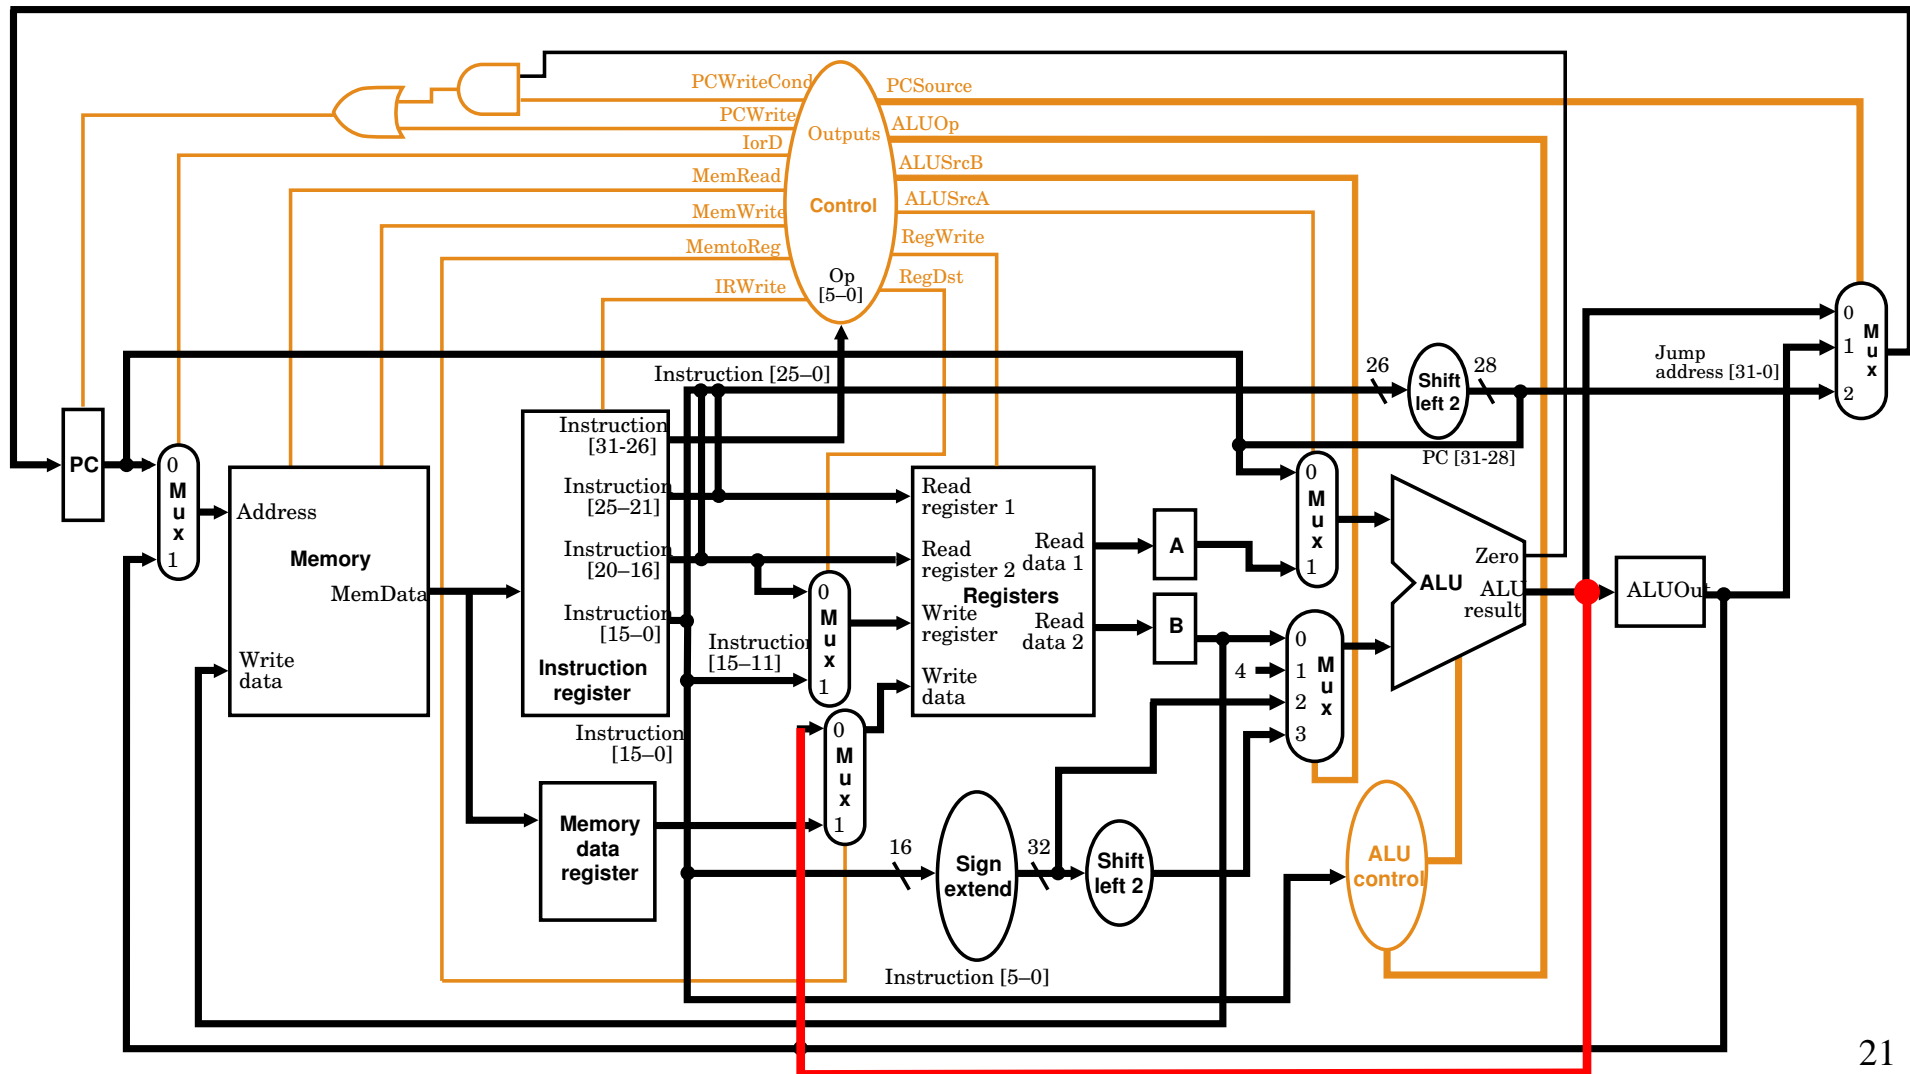 PCWriteCond
PCSource
PCWrite
ALUOp
Outputs
IorD
ALUSrcB
MemRead
ALUSrcA
Control
MemWrite
RegWrite
MemtoReg
RegDst
Op
[5–0]
IRWrite
0
M
u
x
1
2
Jump
address [31-0]
26
28
Shift
left 2
Instruction [25–0]
PC [31-28]
PC
0
M
u
x
1
Address
Memory
MemData
Write
data
Instruction
[31-26]
Instruction
[25–21]
Instruction
[20–16]
Instruction
[15–0]
Instruction
register
Instruction
[15–11]
0
M
u
x
1
Read
register 1
Read
register 2
Registers
Write
register
Write
data
Read
data 1
Read
data 2
A
B
0
M
u
x
1
0
4
1
M
u
x
2
3
Zero
ALU
ALU
result
ALUOut
Instruction
[15–0]
0
M
u
x
1
Memory
data
register
16
Sign
extend
32
Shift
left 2
ALU
control
Instruction [5–0]
21